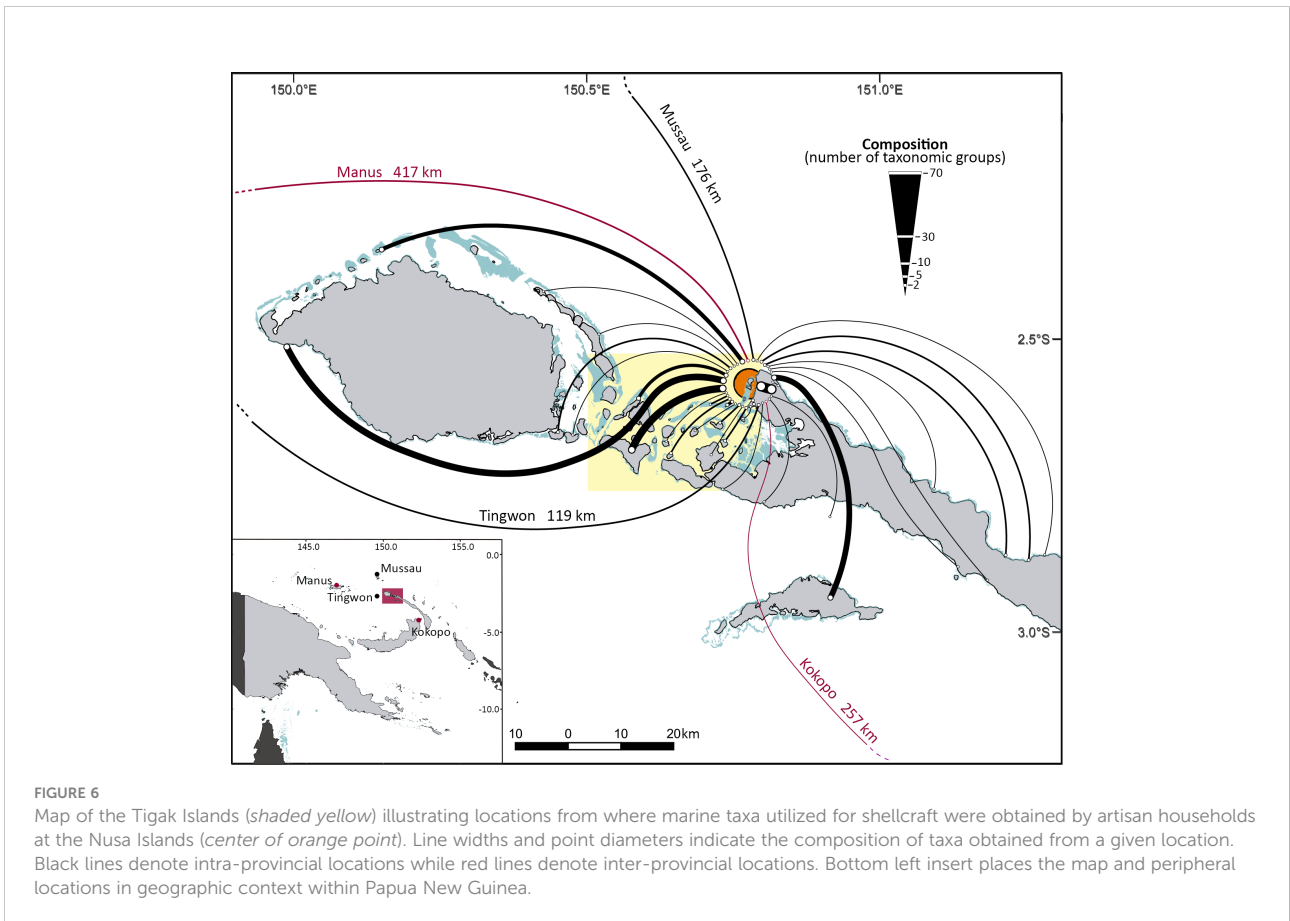 150.0°E
150.5°E
151.0°E
Mussau 176 km
Composition
(number of taxonomic groups)
70
30
10
5
2
Manus 417 km
2.5°S
Tingwon 119 km
3.0°S
Kokopo 257 km
145.0
150.0
155.0
0.0
Mussau
Manus
Tingwon
Kokopo
-5.0
-10.0
10
0
10
20km
FIGURE 6
Map of the Tigak Islands (shaded yellow) illustrating locations from where marine taxa utilized for shellcraft were obtained by artisan households
at the Nusa Islands (center of orange point). Line widths and point diameters indicate the composition of taxa obtained from a given location.
Black lines denote intra-provincial locations while red lines denote inter-provincial locations. Bottom left insert places the map and peripheral
locations in geographic context within Papua New Guinea.